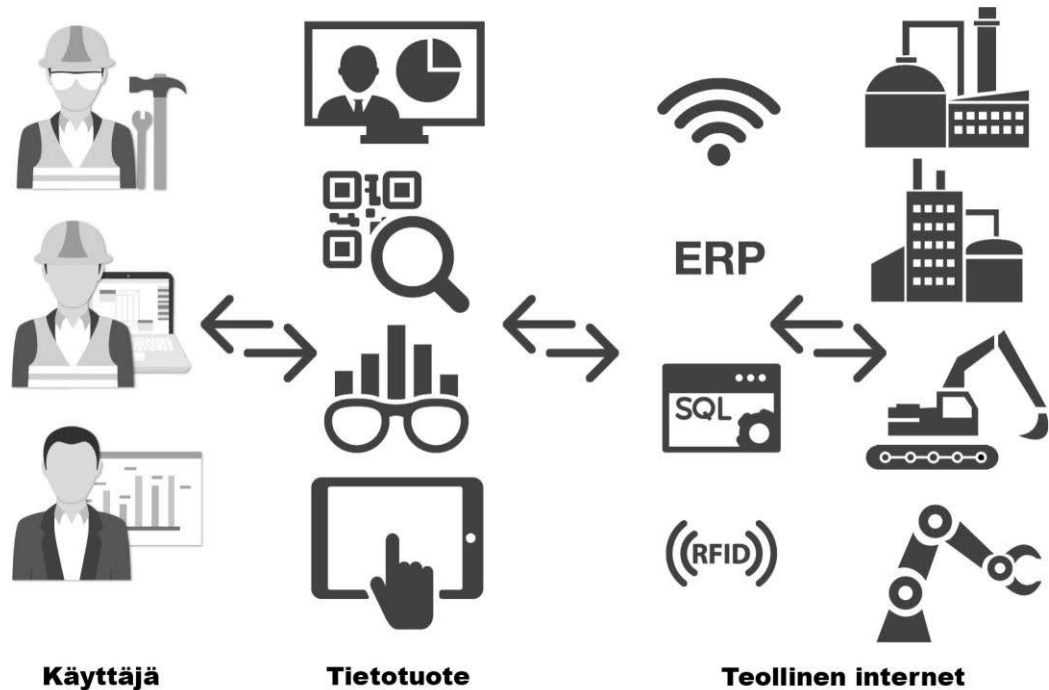 ERP
SQL
RFID
Käyttäjä
Tietotuote
Teollinen internet